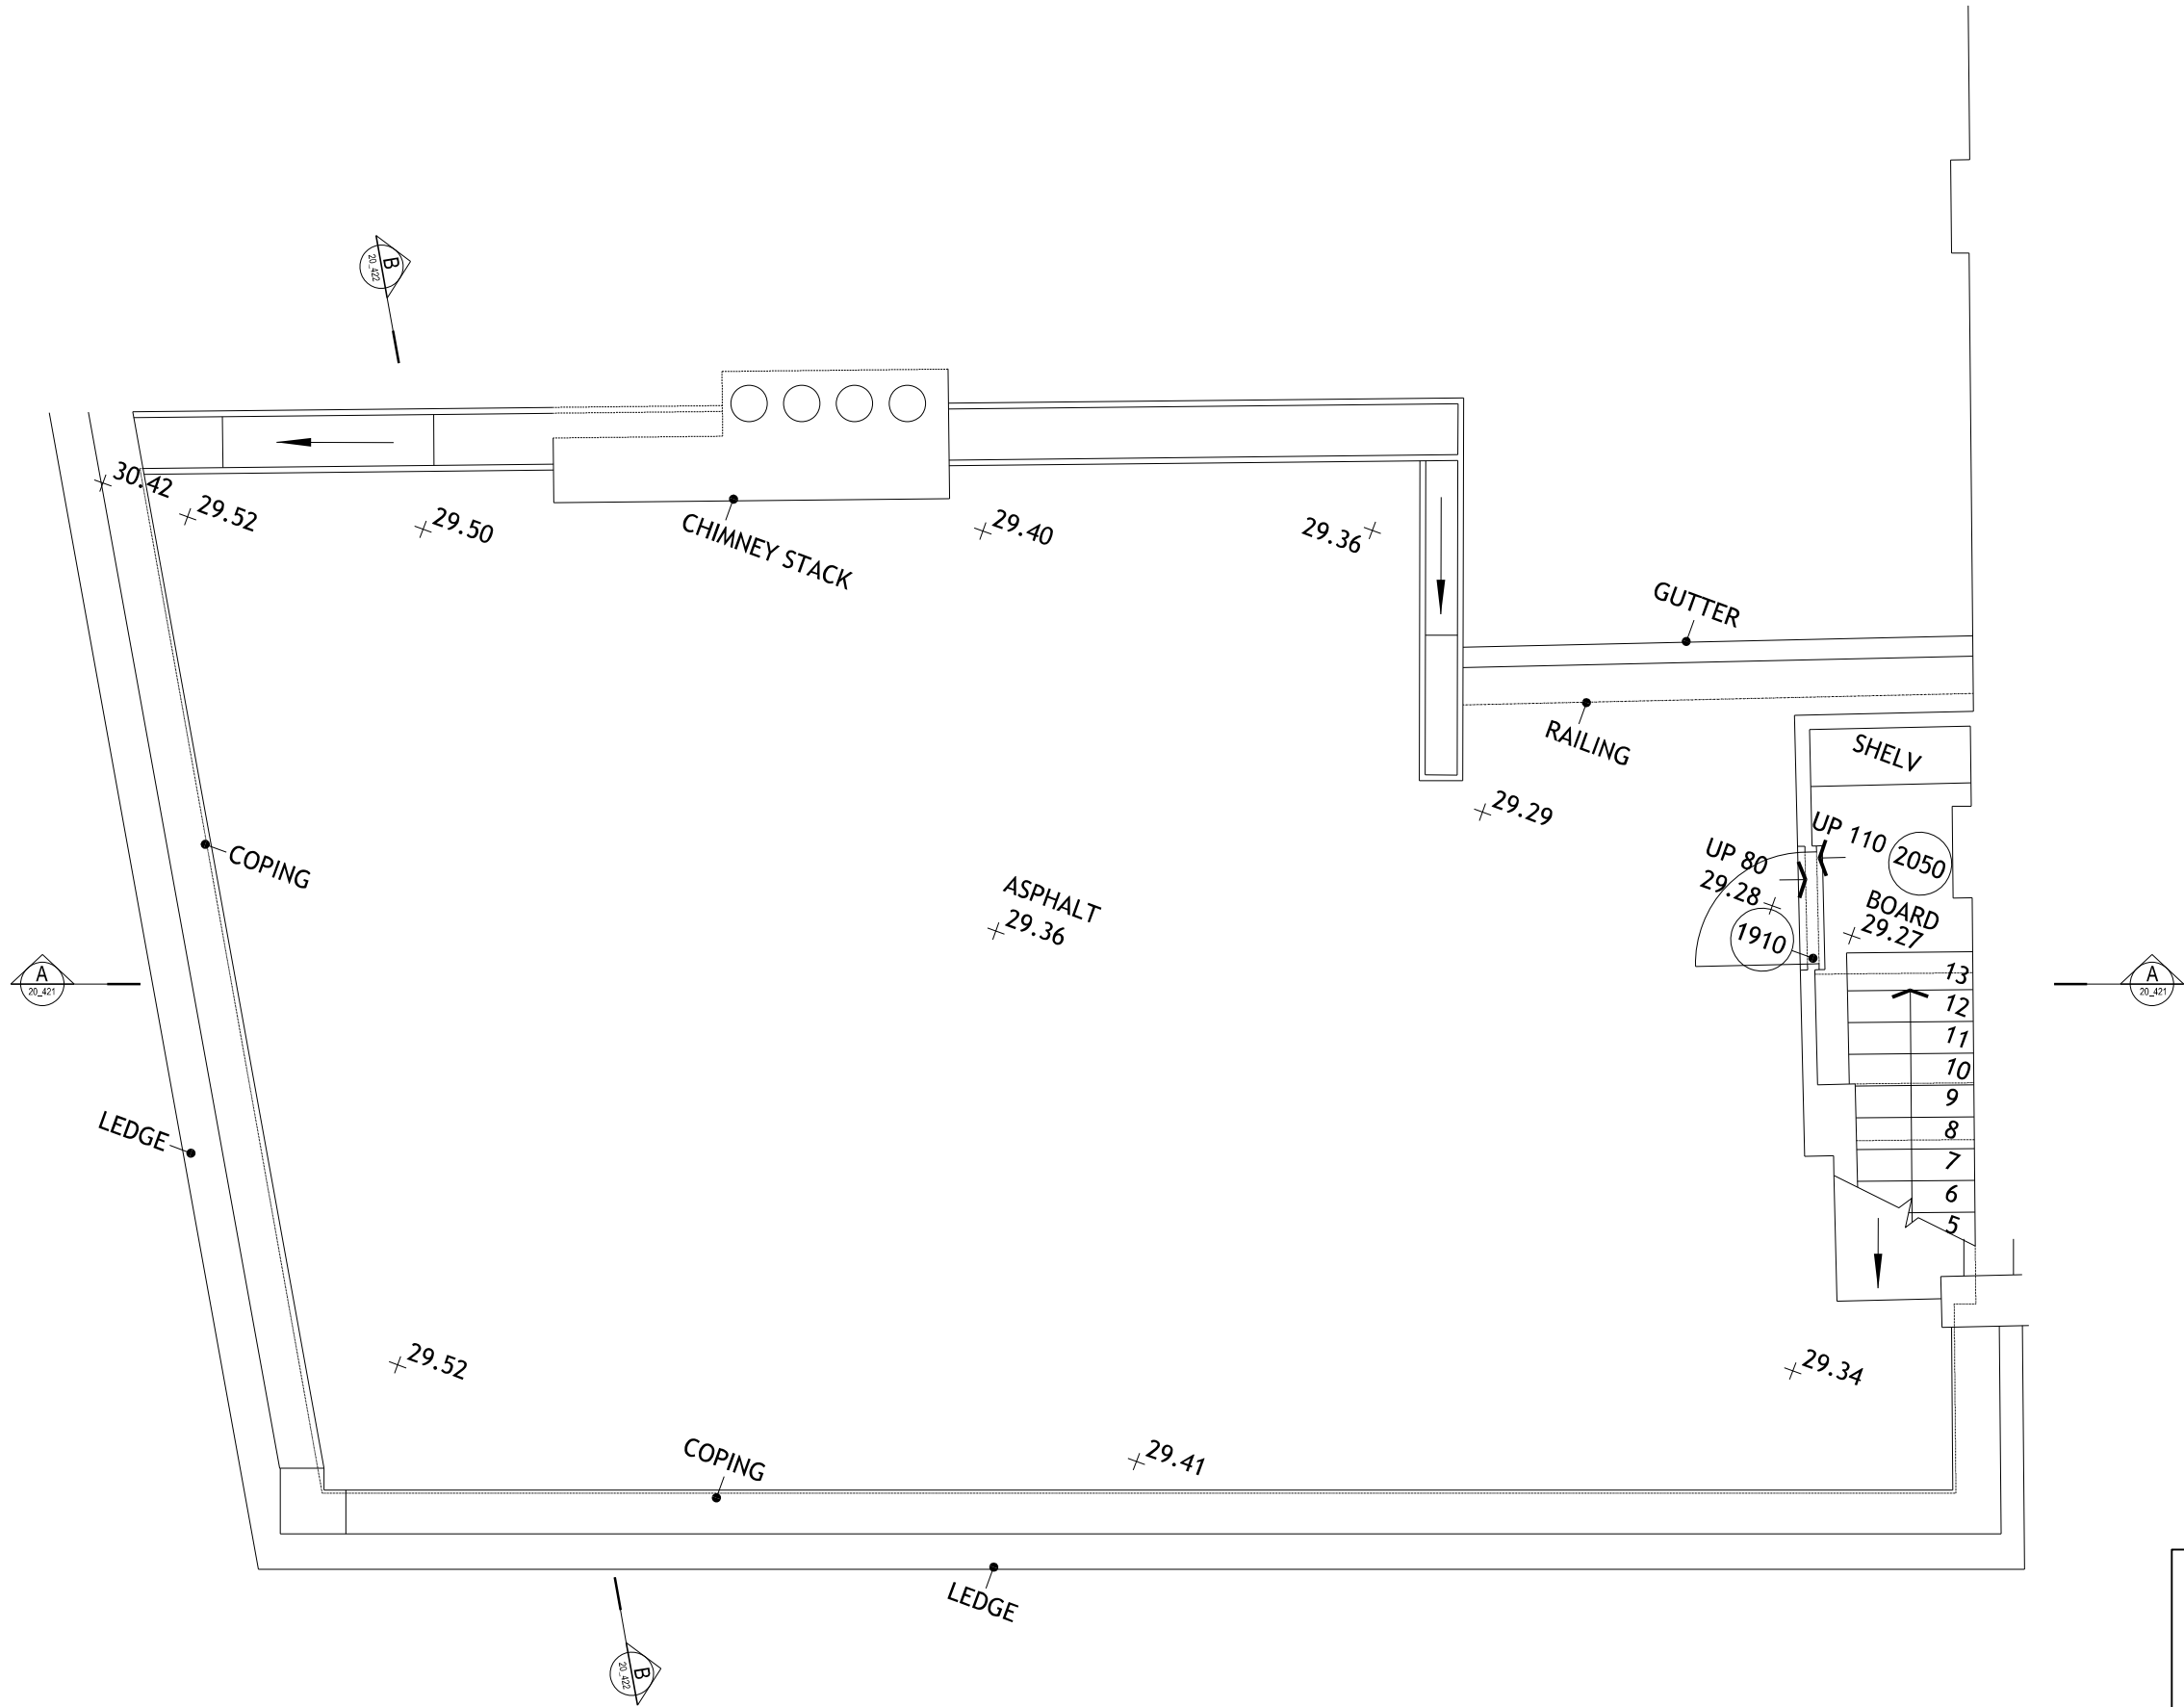 B
20_422
30.42
29.52
29.50
CHIMNEY STACK
29.40
29.36
GUTTER
RAILING
SHELV
29.29
UP 110
UP 80
2050
COPING
29.28
BOARD
ASPHALT
29.36
1910
29.27
A
20_421
A
20_421
13
12
11
10
9
8
7
6
5
LEDGE
29.52
29.34
COPING
29.41
LEDGE
B
20_422